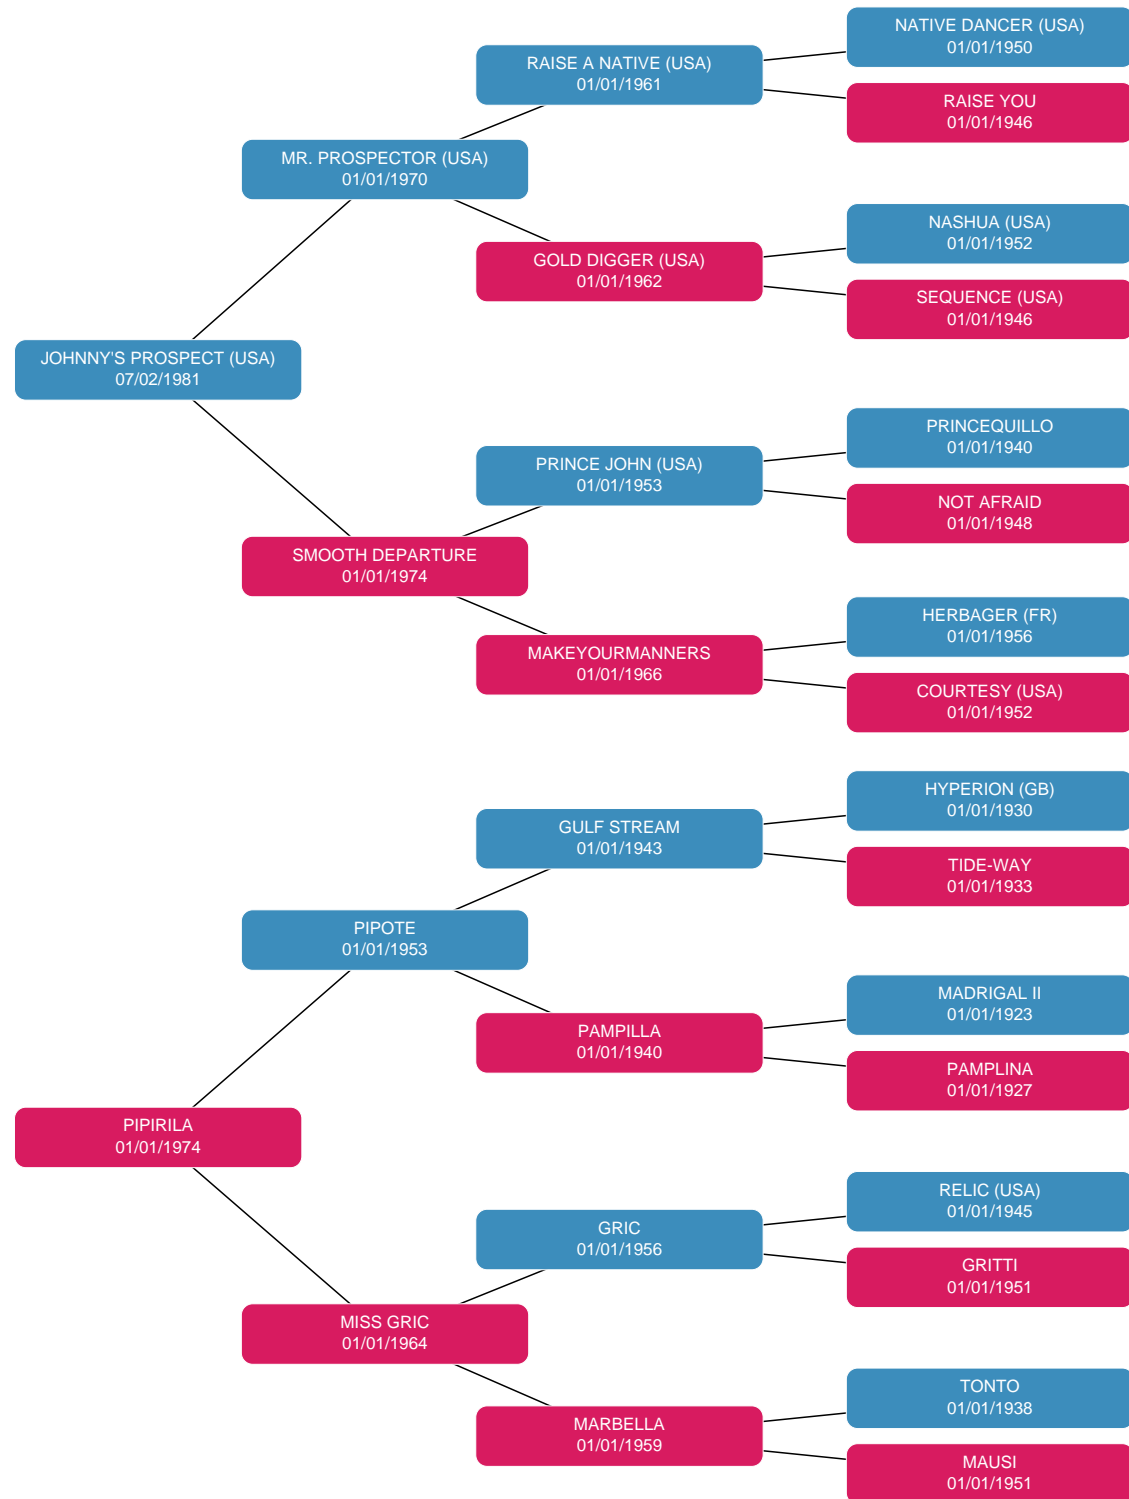 NATIVE DANCER (USA)
01/01/1950
RAISE A NATIVE (USA)
01/01/1961
RAISE YOU
01/01/1946
MR. PROSPECTOR (USA)
01/01/1970
NASHUA (USA)
01/01/1952
GOLD DIGGER (USA)
01/01/1962
SEQUENCE (USA)
01/01/1946
JOHNNY'S PROSPECT (USA)
07/02/1981
PRINCEQUILLO
01/01/1940
PRINCE JOHN (USA)
01/01/1953
NOT AFRAID
01/01/1948
SMOOTH DEPARTURE
01/01/1974
HERBAGER (FR)
01/01/1956
MAKEYOURMANNERS
01/01/1966
COURTESY (USA)
01/01/1952
HYPERION (GB)
01/01/1930
GULF STREAM
01/01/1943
TIDE-WAY
01/01/1933
PIPOTE
01/01/1953
MADRIGAL II
01/01/1923
PAMPILLA
01/01/1940
PAMPLINA
01/01/1927
PIPIRILA
01/01/1974
RELIC (USA)
01/01/1945
GRIC
01/01/1956
GRITTI
01/01/1951
MISS GRIC
01/01/1964
TONTO
01/01/1938
MARBELLA
01/01/1959
MAUSI
01/01/1951